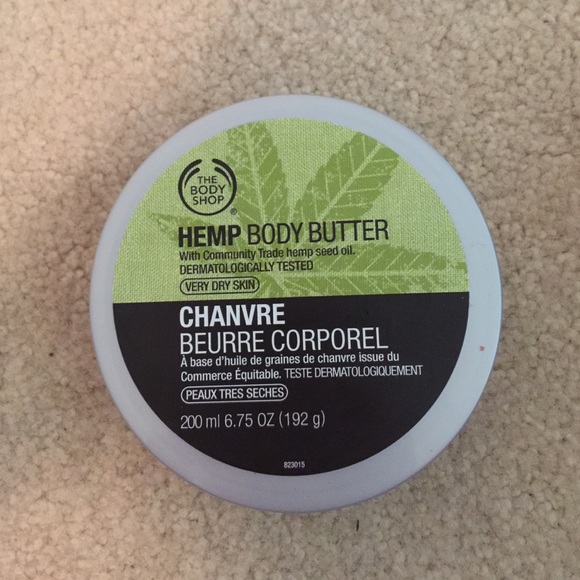 THE
BODY
SHOP®
HEMP BODY BUTTER
With Community Trade hemp seed oil.
DERMATOLOGICALLY TESTED
VERY DRY SKIN
CHANVRE
BEURRE CORPOREL
À base d'huile de graines de chanvre issue du
Commerce Équitable. TESTE DERMATOLOGIQUEMENT
PEAUX TRES SECHES
200 ml 6.75 OZ (192 g)
823015